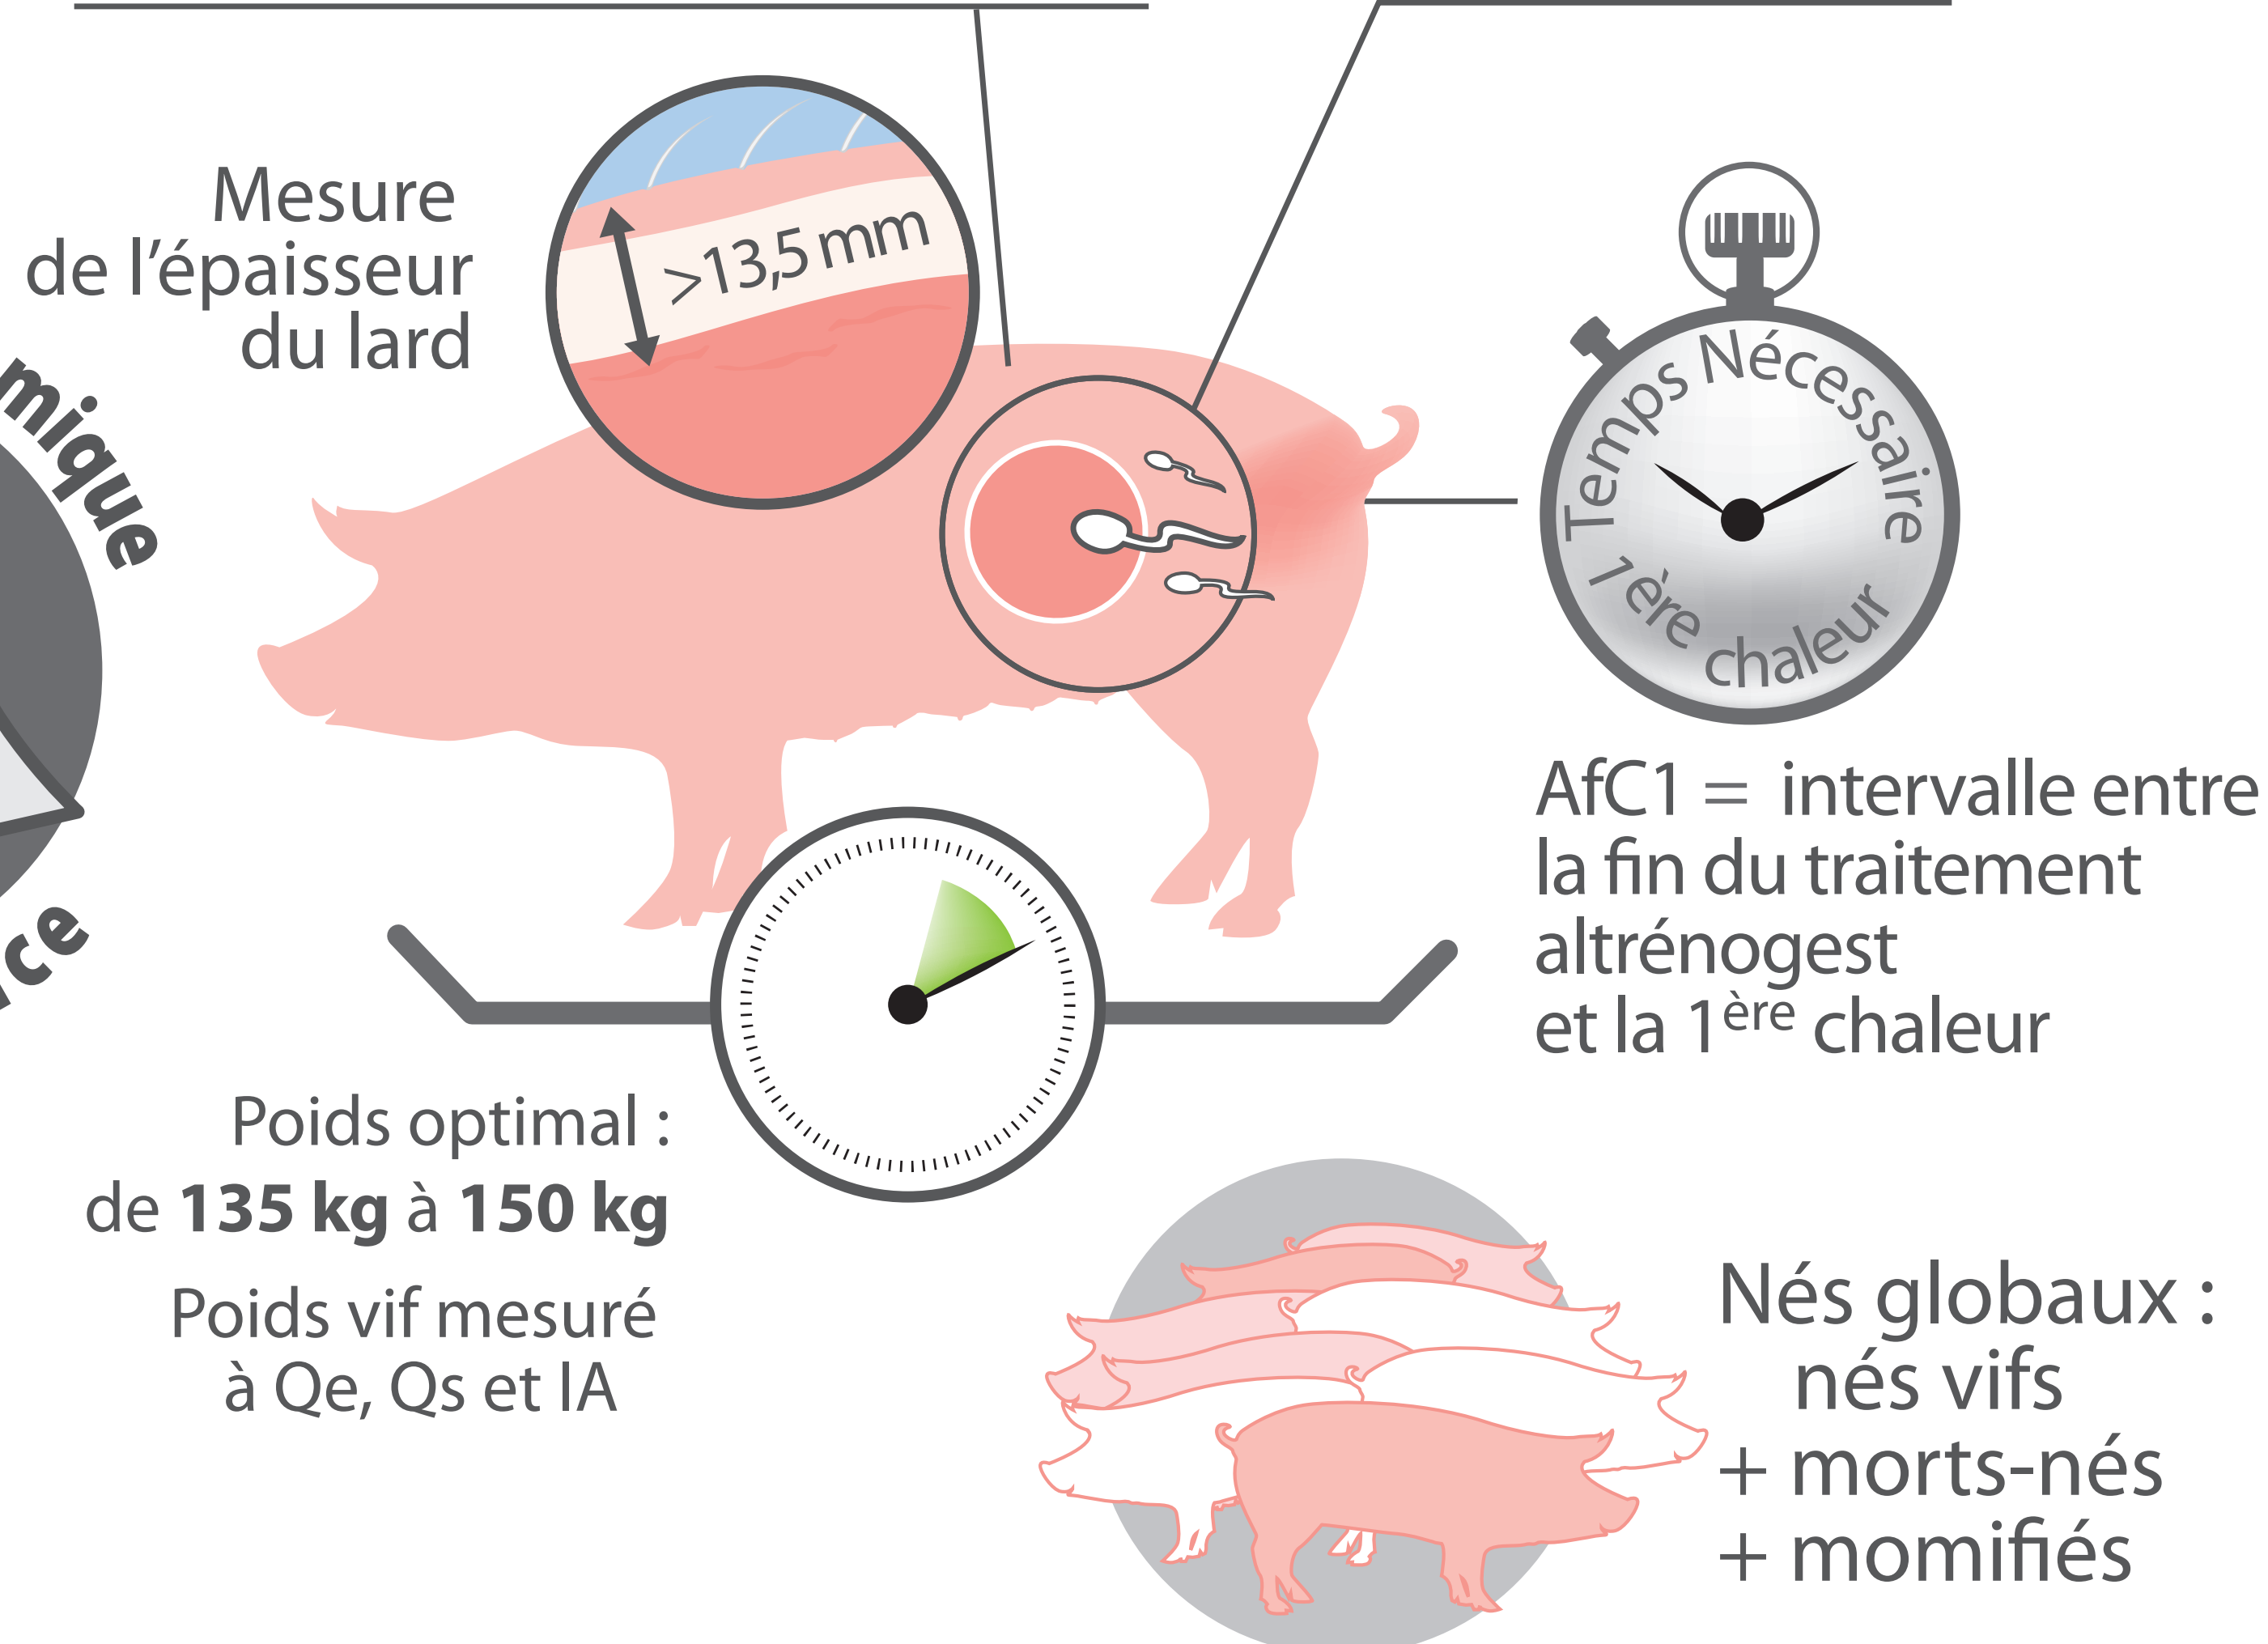 Mesure
de l’épaisseur
du lard
>13,5 mm
Temps Nécessaire
1ère chaleur
AfC1 = intervalle entre
la fin du traitement
altrénogest
et la 1ère chaleur
Poids optimal :
de 135 kg à 150 kg
Poids vif mesuré
à Qe, Qs et IA
Nés globaux :
nés vifs
+ morts-nés
+ momifiés